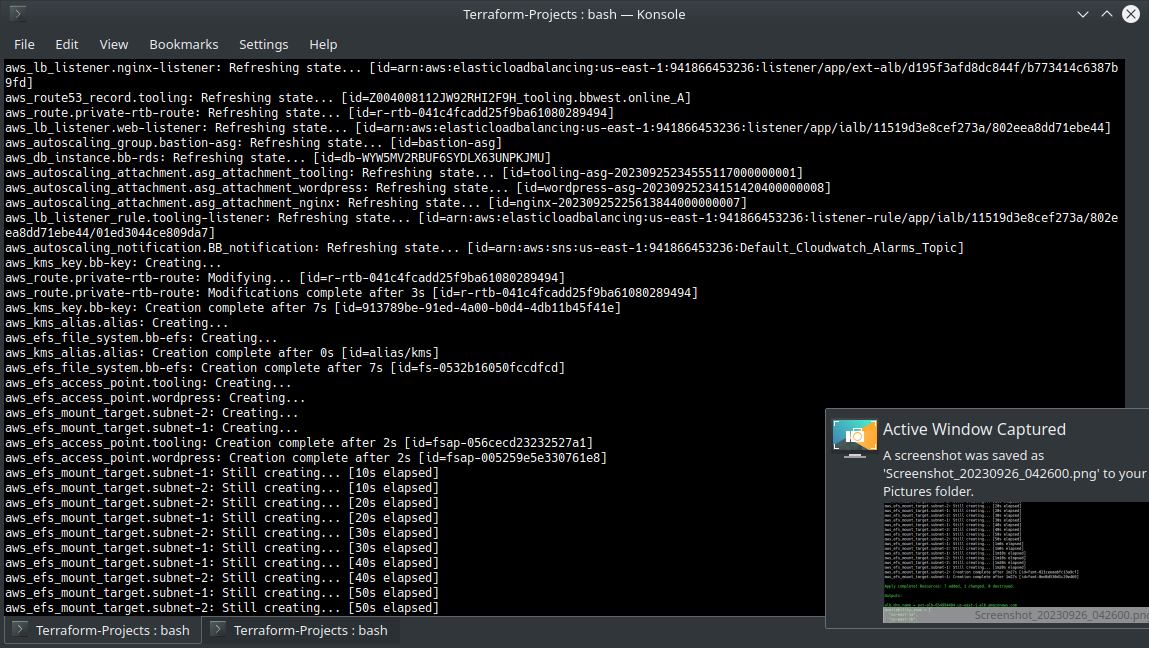 Terraform-Projects : bash — Konsole
File Edit View Bookmarks Settings Help
aws_lb_listener.nginx-listener: Refreshing state... [id=arn:aws:elasticloadbalancing:us-east-1:941866453236:listener/app/ext-alb/d195f3afd8dc844f/b773414c6387b
9fd]
aws_route53_record.tooling: Refreshing state... [id=Z004008112JW92RHI2F9H_tooling.bbwest.online_A]
aws_route.private-rtb-route: Refreshing state... [id=r-rtb-041c4fcadd25f9ba61080289494]
aws_lb_listener.web-listener: Refreshing state... [id=arn:aws:elasticloadbalancing:us-east-1:941866453236:listener/app/ialb/11519d3e8cef273a/802eea8dd71ebe44]
aws_autoscaling_group.bastion-asg: Refreshing state... [id=bastion-asg]
aws_db_instance.bb-rds: Refreshing state... [id=db-WYW5MV2RBUF6SYDLX63UNPKJMU]
aws_autoscaling_attachment.asg_attachment_tooling: Refreshing state... [id=tooling-asg-20230925234555117000000001]
aws_autoscaling_attachment.asg_attachment_wordpress: Refreshing state... [id=wordpress-asg-20230925234151420400000008]
aws_autoscaling_attachment.asg_attachment_nginx: Refreshing state... [id=nginx-20230925225613844000000007]
aws_lb_listener_rule.tooling-listener: Refreshing state... [id=arn:aws:elasticloadbalancing:us-east-1:941866453236:listener-rule/app/ialb/11519d3e8cef273a/802e
ea8dd71ebe44/01ed3044ce809da7]
aws_autoscaling_notification.BB_notification: Refreshing state... [id=arn:aws:sns:us-east-1:941866453236:Default_Cloudwatch_Alarms_Topic]
aws_kms_key.bb-key: Creating...
aws_route.private-rtb-route: Modifying... [id=r-rtb-041c4fcadd25f9ba61080289494]
aws_route.private-rtb-route: Modifications complete after 3s [id=r-rtb-041c4fcadd25f9ba61080289494]
aws_kms_key.bb-key: Creation complete after 7s [id=913789be-91ed-4a00-b0d4-4db11b45f41e]
aws_kms_alias.alias: Creating...
aws_efs_file_system.bb-efs: Creating...
aws_kms_alias.alias: Creation complete after 0s [id=alias/kms]
aws_efs_file_system.bb-efs: Creation complete after 7s [id=fs-0532b16050fccdfcd]
aws_efs_access_point.tooling: Creating...
aws_efs_access_point.wordpress: Creating...
aws_efs_mount_target.subnet-2: Creating...
aws_efs_mount_target.subnet-1: Creating...
aws_efs_access_point.tooling: Creation complete after 2s [id=fsap-056cecd23232527a1]
aws_efs_access_point.wordpress: Creation complete after 2s [id=fsap-005259e5e330761e8]
aws_efs_mount_target.subnet-1: Still creating... [10s elapsed]
aws_efs_mount_target.subnet-2: Still creating... [10s elapsed]
aws_efs_mount_target.subnet-2: Still creating... [20s elapsed]
aws_efs_mount_target.subnet-1: Still creating... [20s elapsed]
aws_efs_mount_target.subnet-2: Still creating... [30s elapsed]
aws_efs_mount_target.subnet-1: Still creating... [30s elapsed]
aws_efs_mount_target.subnet-1: Still creating... [40s elapsed]
aws_efs_mount_target.subnet-2: Still creating... [40s elapsed]
aws_efs_mount_target.subnet-1: Still creating... [50s elapsed]
aws_efs_mount_target.subnet-2: Still creating... [50s elapsed]
Active Window Captured
A screenshot was saved as
'Screenshot_20230926_042600.png' to your
Pictures folder.
Screenshot_20230926_042600.png
Terraform-Projects : bash Terraform-Projects : bash